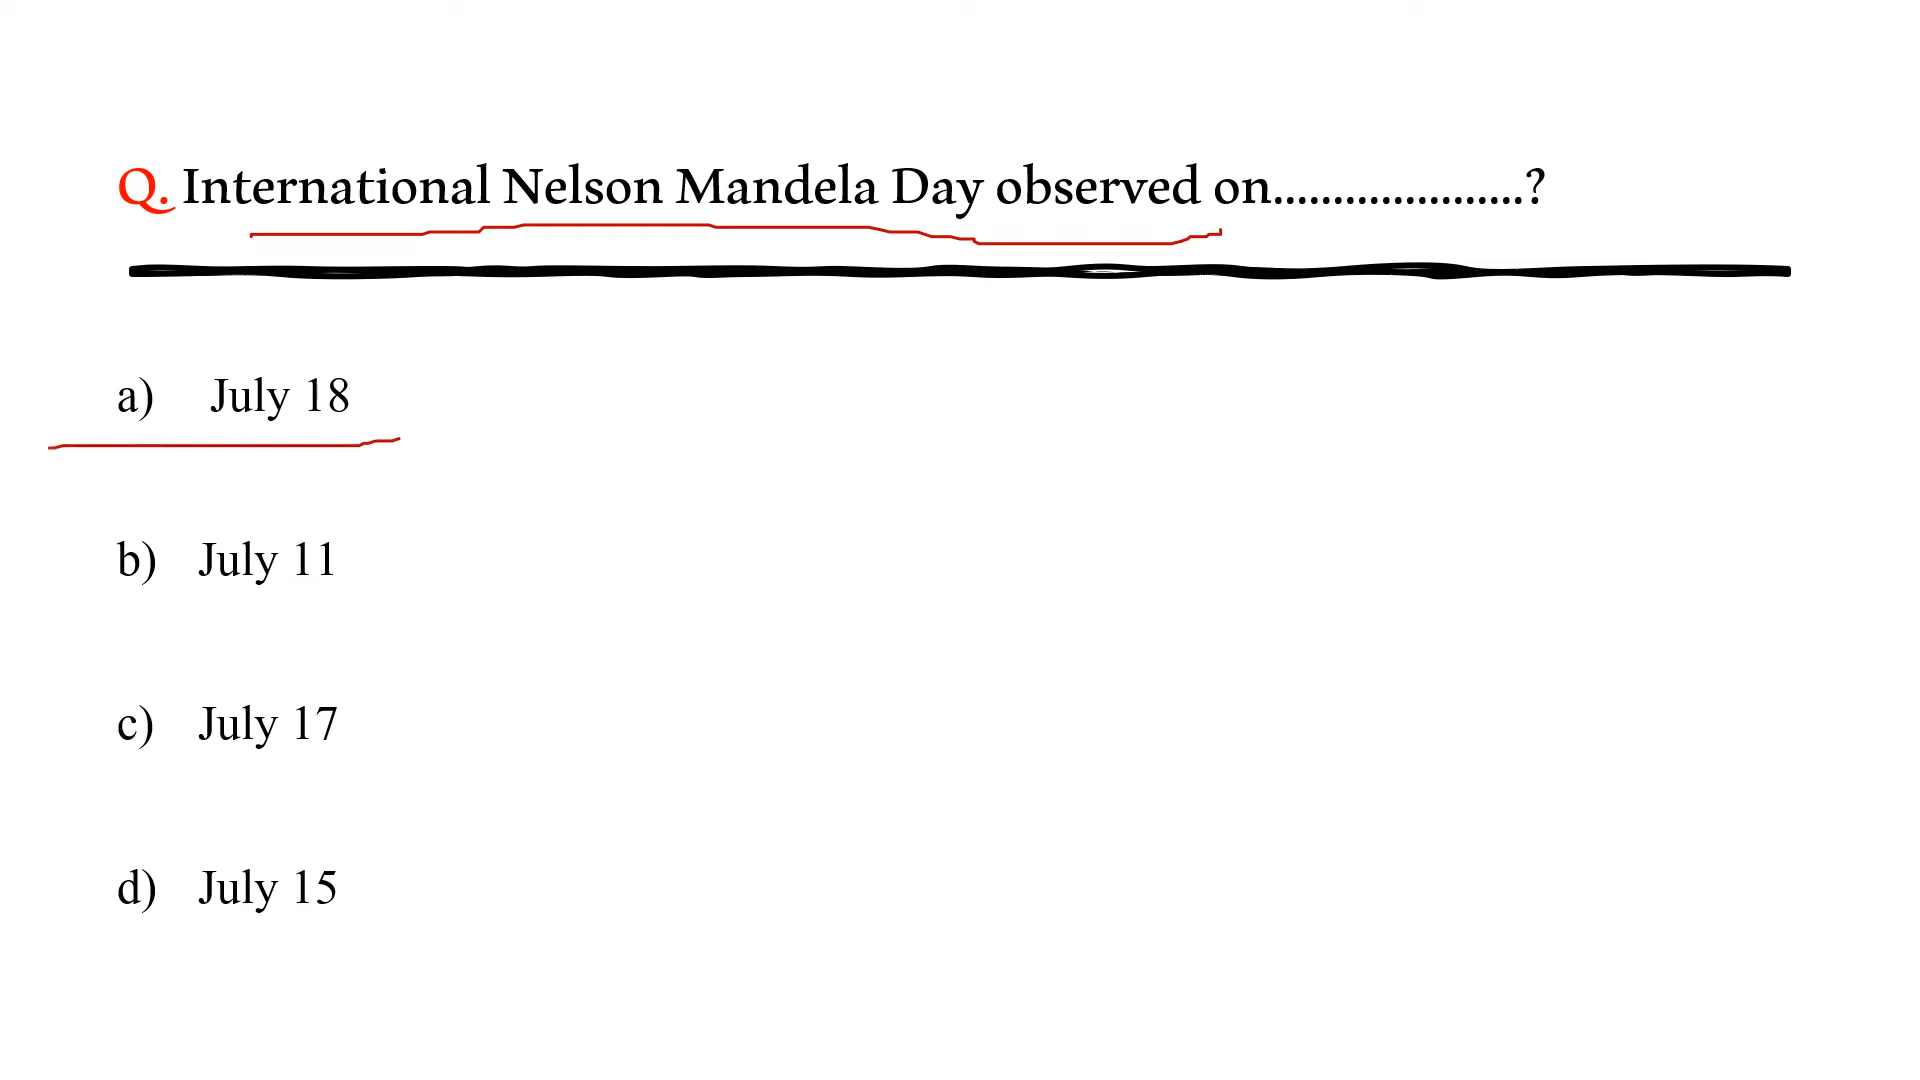 Q. International Nelson Mandela Day observed on.....................?
a) July 18
b) July 11
c) July 17
d) July 15